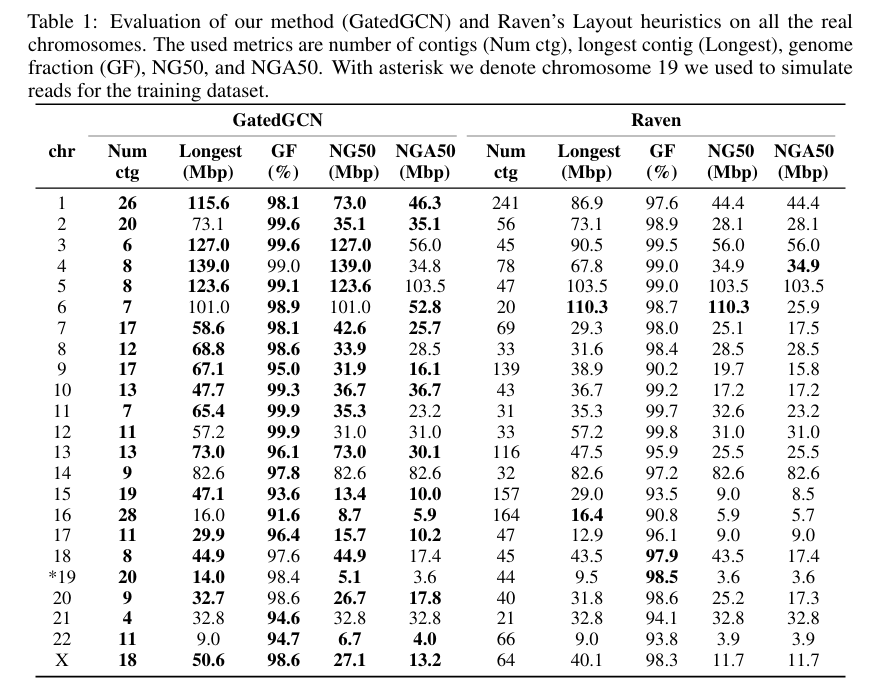 Table 1: Evaluation of our method (GatedGCN) and Raven's Layout heuristics on all the real
chromosomes. The used metrics are number of contigs (Num ctg), longest contig (Longest), genome
fraction (GF), NG50, and NGA50. With asterisk we denote chromosome 19 we used to simulate
reads for the training dataset.
GatedGCN Raven
chr Num Longest GF NG50 NGA50 Num Longest GF NG50 NGA50
ctg (Mbp) (%) (Mbp) (Mbp) ctg (Mbp) (%) (Mbp) (Mbp)
1 26 115.6 98.1 73.0 46.3 241 86.9 97.6 44.4 44.4
2 20 73.1 99.6 35.1 35.1 56 73.1 98.9 28.1 28.1
3 6 127.0 99.6 127.0 56.0 45 90.5 99.5 56.0 56.0
4 8 139.0 99.0 139.0 34.8 78 67.8 99.0 34.9 34.9
5 8 123.6 99.1 123.6 103.5 47 103.5 99.0 103.5 103.5
6 7 101.0 98.9 101.0 52.8 20 110.3 98.7 110.3 25.9
7 17 58.6 98.1 42.6 25.7 69 29.3 98.0 25.1 17.5
8 12 68.8 98.6 33.9 28.5 33 31.6 98.4 28.5 28.5
9 17 67.1 95.0 31.9 16.1 139 38.9 90.2 19.7 15.8
10 13 47.7 99.3 36.7 36.7 43 36.7 99.2 17.2 17.2
11 7 65.4 99.9 35.3 23.2 31 35.3 99.7 32.6 23.2
12 11 57.2 99.9 31.0 31.0 33 57.2 99.8 31.0 31.0
13 13 73.0 96.1 73.0 30.1 116 47.5 95.9 25.5 25.5
14 9 82.6 97.8 82.6 82.6 32 82.6 97.2 82.6 82.6
15 19 47.1 93.6 13.4 10.0 157 29.0 93.5 9.0 8.5
16 28 16.0 91.6 8.7 5.9 164 16.4 90.8 5.9 5.7
17 11 29.9 96.4 15.7 10.2 47 12.9 96.1 9.0 9.0
18 8 44.9 97.6 44.9 17.4 45 43.5 97.9 43.5 17.4
*19 20 14.0 98.4 5.1 3.6 44 9.5 98.5 3.6 3.6
20 9 32.7 98.6 26.7 17.8 40 31.8 98.6 25.2 17.3
21 4 32.8 94.6 32.8 32.8 21 32.8 94.1 32.8 32.8
22 11 9.0 94.7 6.7 4.0 66 9.0 93.8 3.9 3.9
X 18 50.6 98.6 27.1 13.2 64 40.1 98.3 11.7 11.7